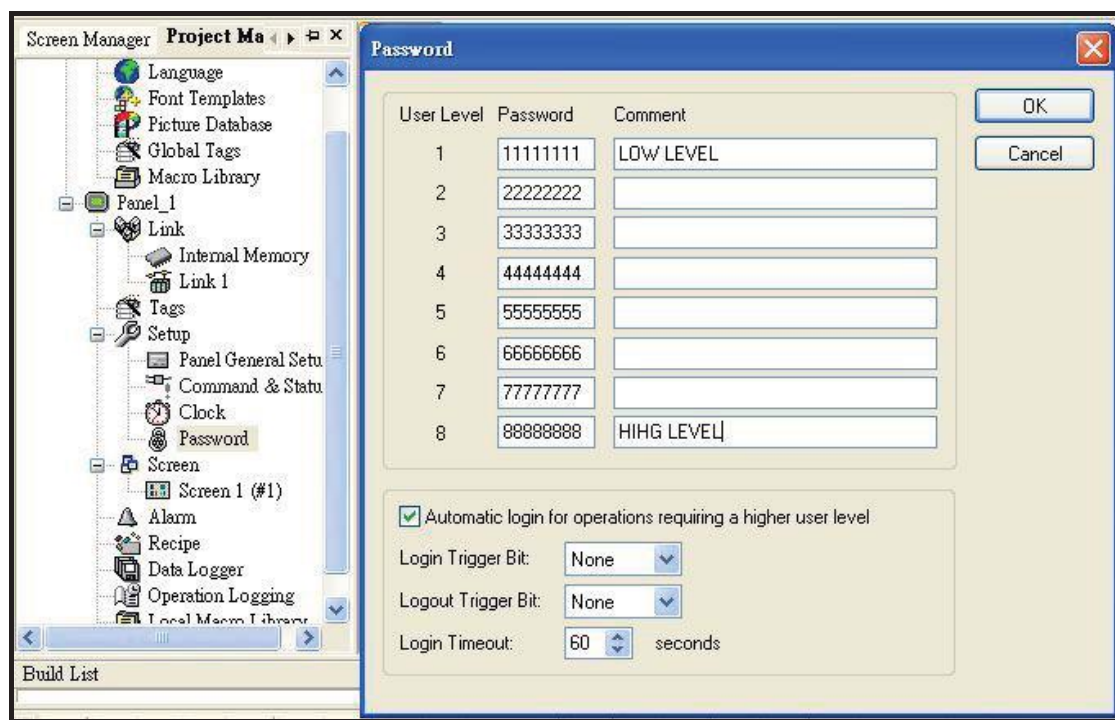 Screen Manager Project Ma
Language
Font Templates
Picture Database
Global Tags
Macro Library
Panel_1
Link
Internal Memory
Link 1
Tags
Setup
Panel General Setu
Command & Statu
Clock
Password
Screen
Screen 1 (#1)
Alarm
Recipe
Data Logger
Operation Logging
Local Macro Library
Build List
Password
User Level Password Comment
1 11111111 LOW LEVEL
2 22222222
3 33333333
4 44444444
5 55555555
6 66666666
7 77777777
8 88888888 HIHG LEVEL
OK
Cancel
Automatic login for operations requiring a higher user level
Login Trigger Bit: None
Logout Trigger Bit: None
Login Timeout: 60 seconds